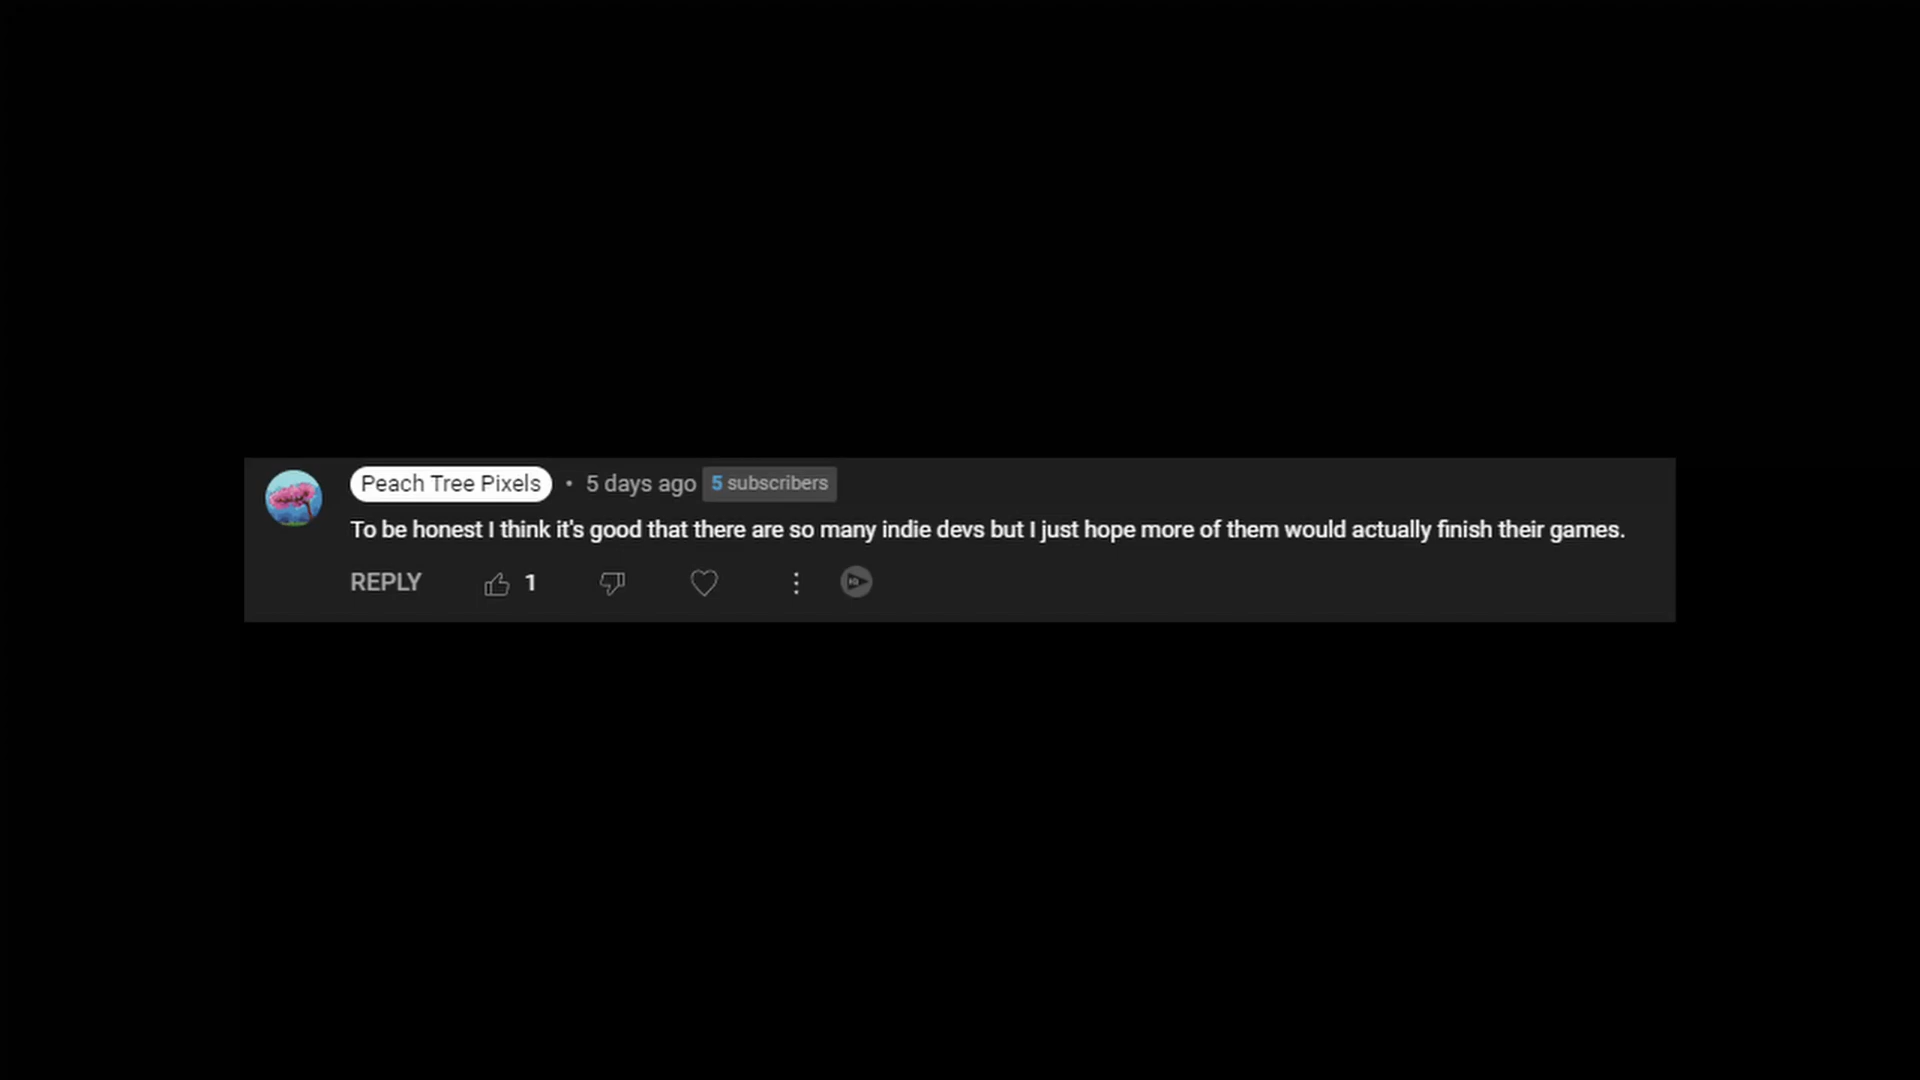 Peach Tree Pixels • 5 days ago 5 subscribers
To be honest I think it's good that there are so many indie devs but I just hope more of them would actually finish their games.
REPLY 1